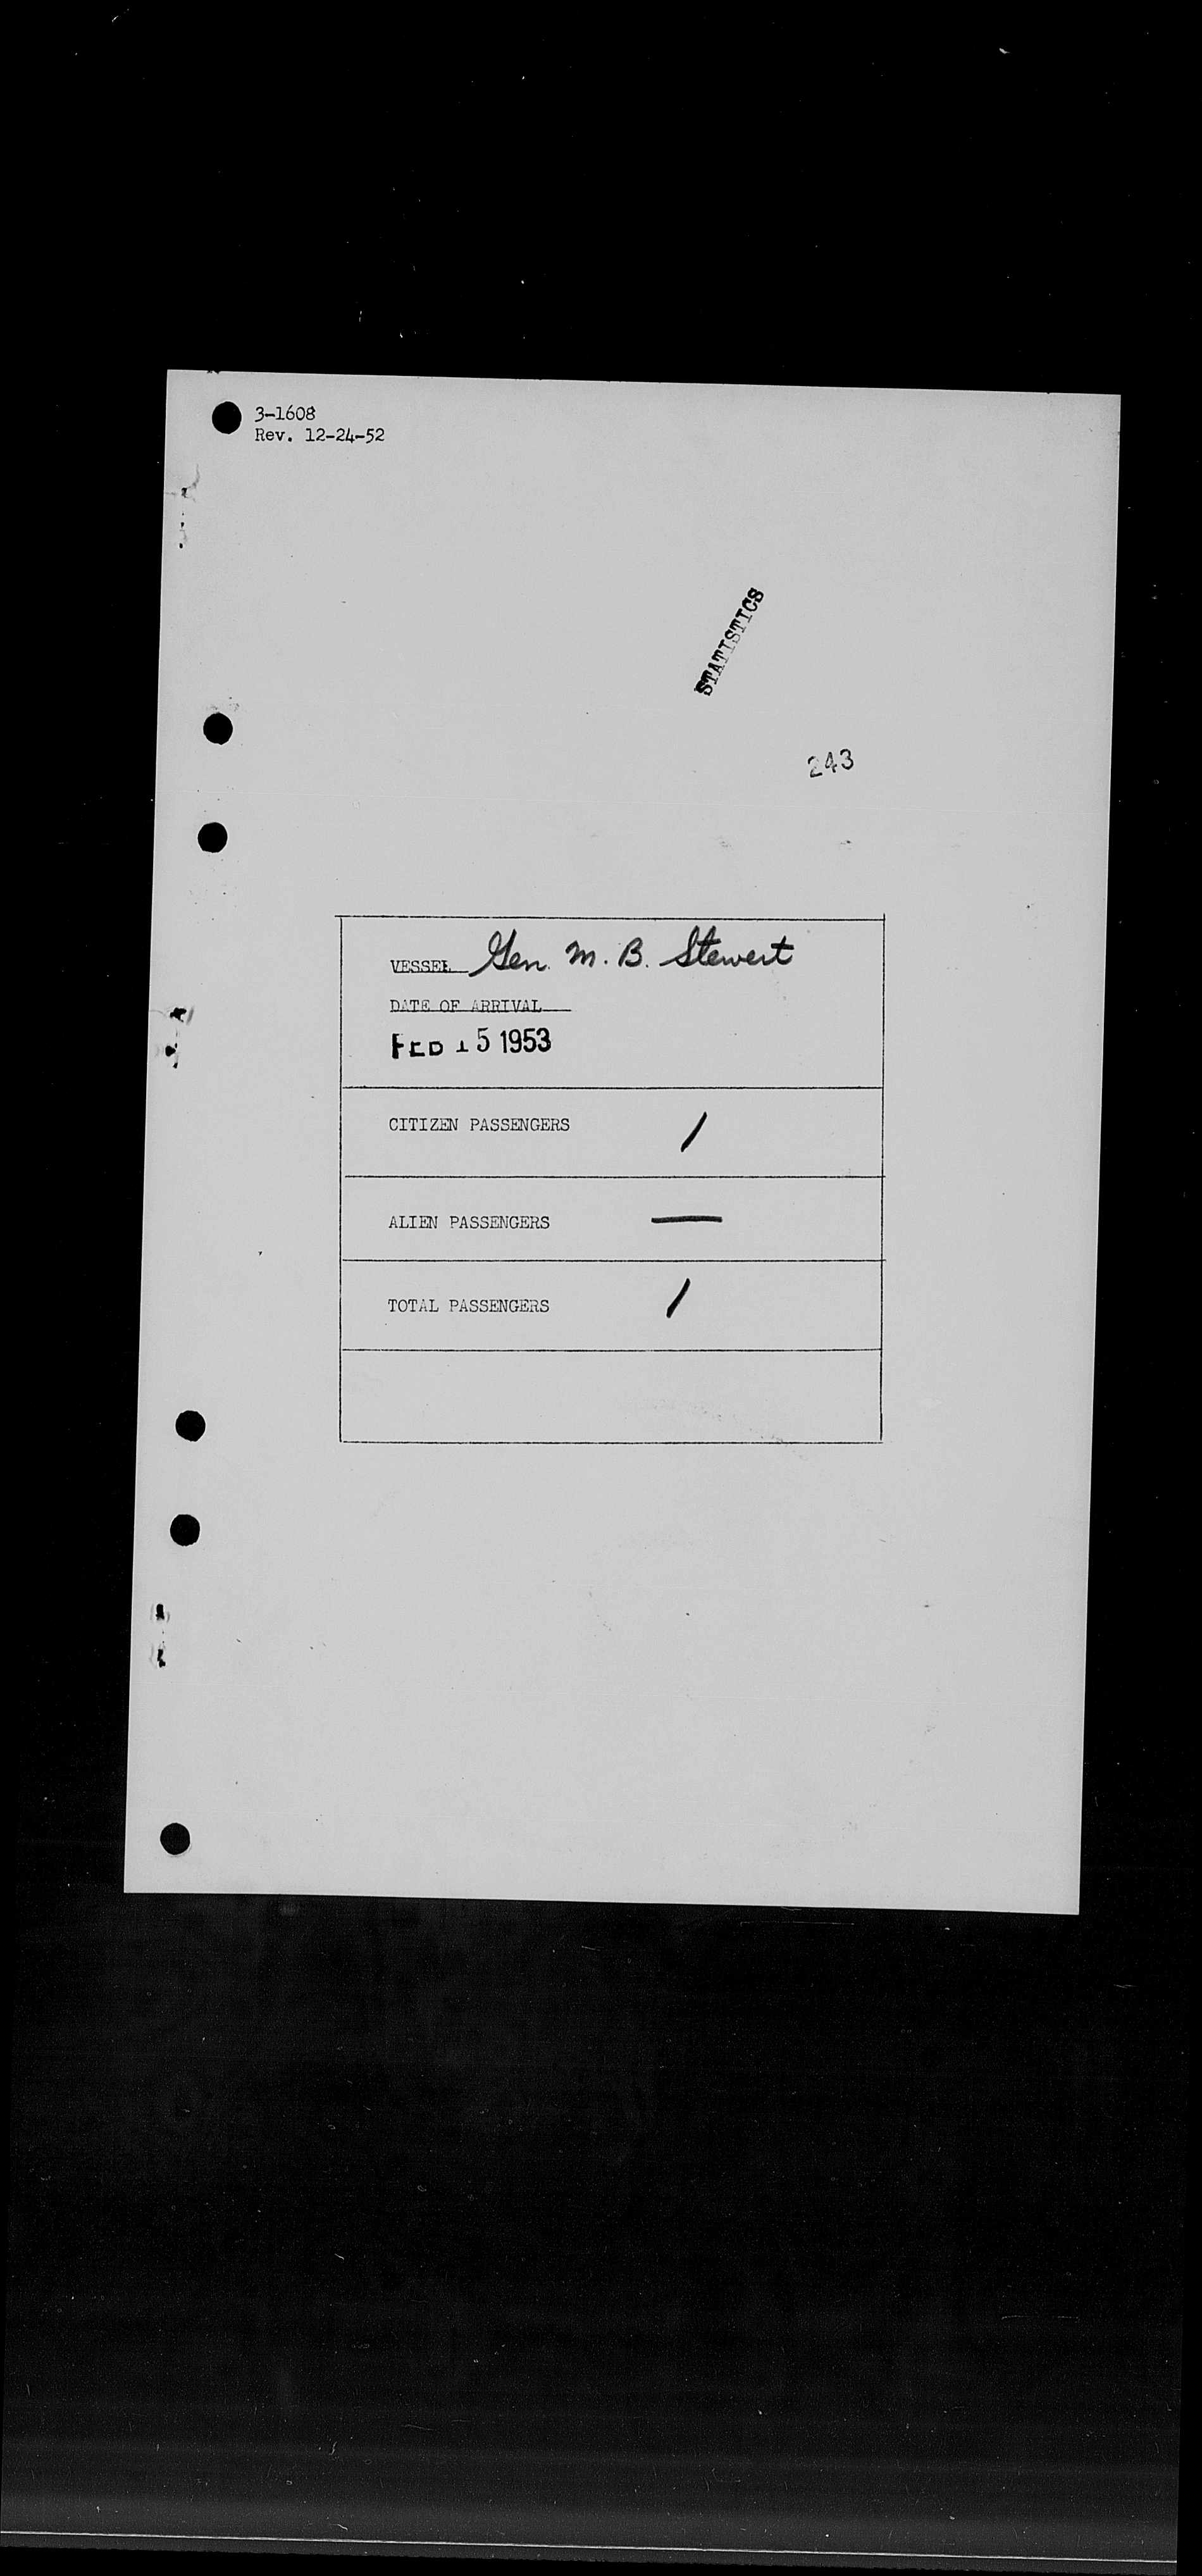 3-1608
Rev. 12-24-52
STATISTICS
243
VESSEL Gen. M. B. Stewert
DATE OF ARRIVAL
FEB 15 1953
CITIZEN PASSENGERS 1
ALIEN PASSENGERS —
TOTAL PASSENGERS 1